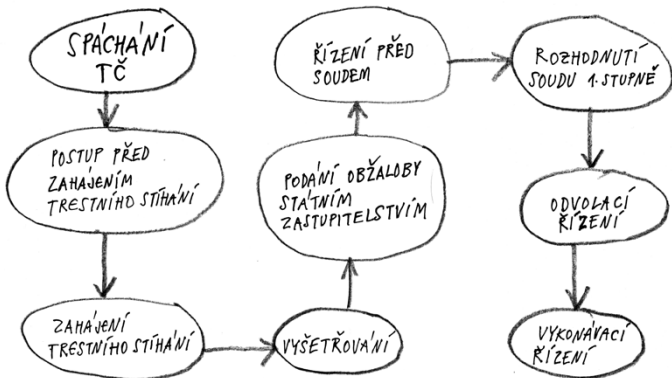 SPÁCHÁNÍ
TČ
POSTUP PŘED
ZAHÁJENÍM
TRESTNÍHO STÍHÁNÍ
ZAHÁJENÍ
TRESTNÍHO STÍHÁNÍ
VYŠETŘOVÁNÍ
PODÁNÍ OBŽALOBY
STÁTNÍM
ZASTUPITELSTVÍM
ŘÍZENÍ PŘED
SOUDEM
ROZHODNUTÍ
SOUDU 1. STUPNĚ
ODVOLACÍ
ŘÍZENÍ
VYKONÁVACÍ
ŘÍZENÍ